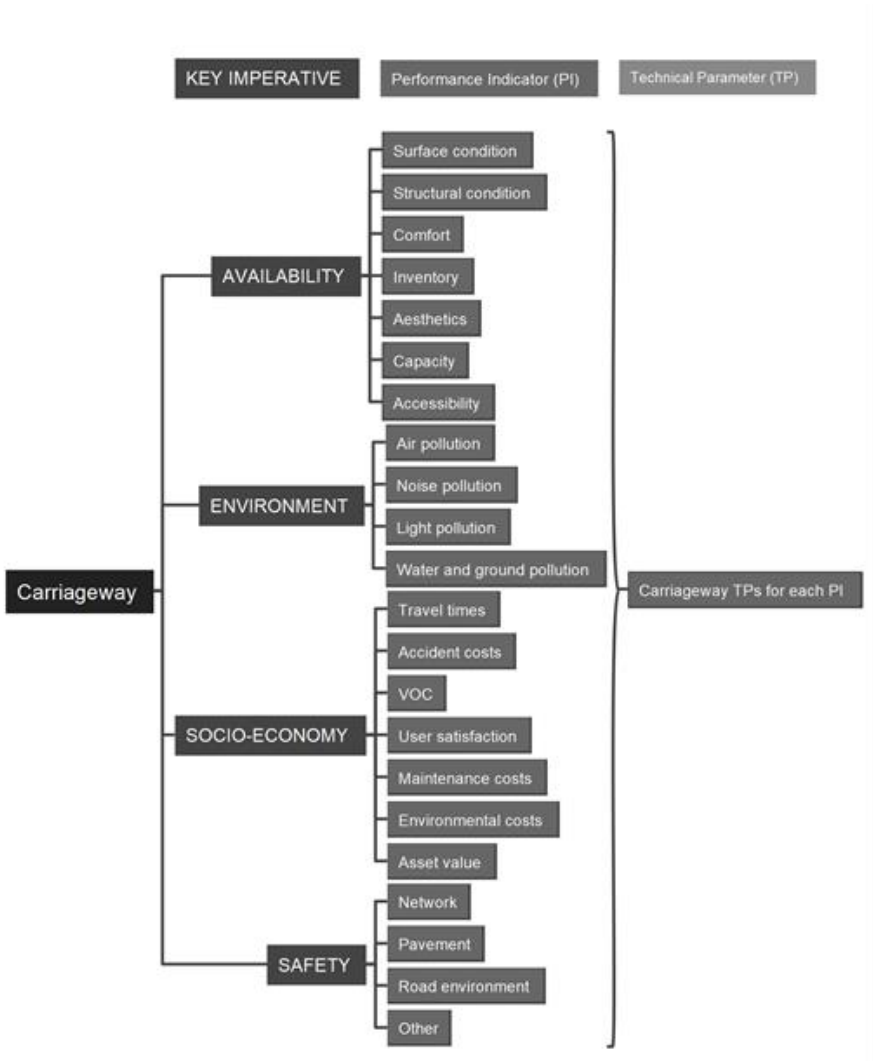 KEY IMPERATIVE
Performance Indicator (PI)
Technical Parameter (TP)
Carriageway
AVAILABILITY
Surface condition
Structural condition
Comfort
Inventory
Aesthetics
Capacity
Accessibility
ENVIRONMENT
Air pollution
Noise pollution
Light pollution
Water and ground pollution
SOCIO-ECONOMY
Travel times
Accident costs
VOC
User satisfaction
Maintenance costs
Environmental costs
Asset value
SAFETY
Network
Pavement
Road environment
Other
Carriageway TPs for each PI